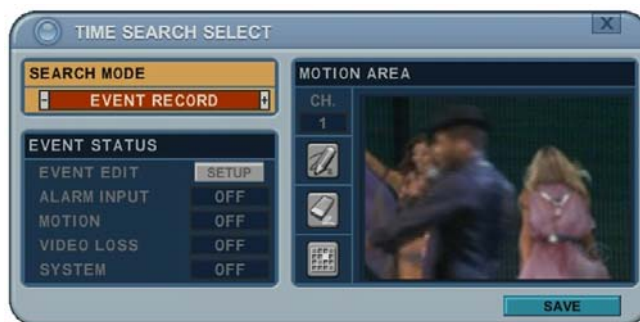 TIME SEARCH SELECT
X
SEARCH MODE
- EVENT RECORD +
EVENT STATUS
EVENT EDIT SETUP
ALARM INPUT OFF
MOTION OFF
VIDEO LOSS OFF
SYSTEM OFF
MOTION AREA
CH.
1
SAVE